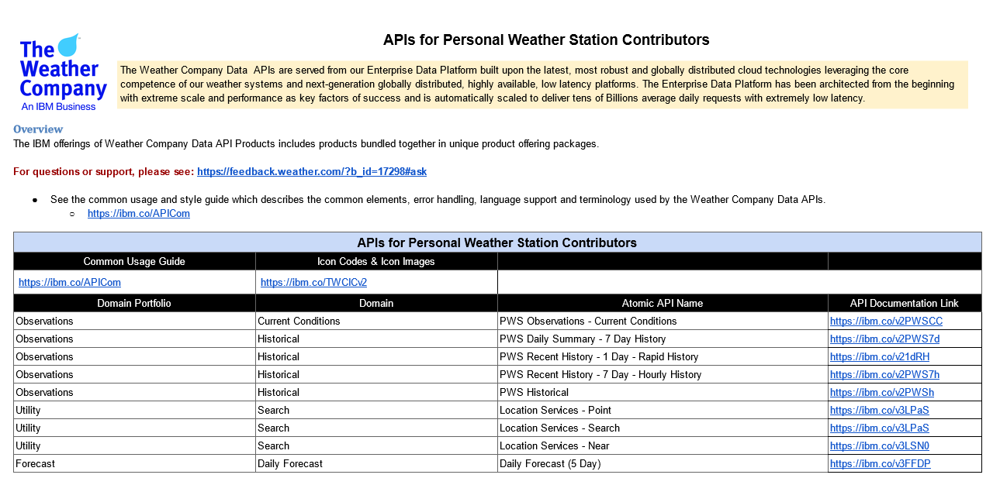 APIs for Personal Weather Station Contributors
The
Weather
Company
An IBM Business
The Weather Company Data  APIs are served from our Enterprise Data Platform built upon the latest, most robust and globally distributed cloud technologies leveraging the core
competence of our weather systems and next-generation globally distributed, highly available, low latency platforms. The Enterprise Data Platform has been architected from the beginning
with extreme scale and performance as key factors of success and is automatically scaled to deliver tens of Billions average daily requests with extremely low latency.
Overview
The IBM offerings of Weather Company Data API Products includes products bundled together in unique product offering packages.
For questions or support, please see: https://feedback.weather.com/?b_id=17298#ask
● See the common usage and style guide which describes the common elements, error handling, language support and terminology used by the Weather Company Data APIs.
○ https://ibm.co/APICom
APIs for Personal Weather Station Contributors
Common Usage Guide Icon Codes & Icon Images
https://ibm.co/APICom https://ibm.co/TWCICv2
Domain Portfolio Domain Atomic API Name API Documentation Link
Observations Current Conditions PWS Observations - Current Conditions https://ibm.co/v2PWSCC
Observations Historical PWS Daily Summary - 7 Day History https://ibm.co/v2PWS7d
Observations Historical PWS Recent History - 1 Day - Rapid History https://ibm.co/v21dRH
Observations Historical PWS Recent History - 7 Day - Hourly History https://ibm.co/v2PWS7h
Observations Historical PWS Historical https://ibm.co/v2PWSh
Utility Search Location Services - Point https://ibm.co/v3LPaS
Utility Search Location Services - Search https://ibm.co/v3LPaS
Utility Search Location Services - Near https://ibm.co/v3LSN0
Forecast Daily Forecast Daily Forecast (5 Day) https://ibm.co/v3FFDP